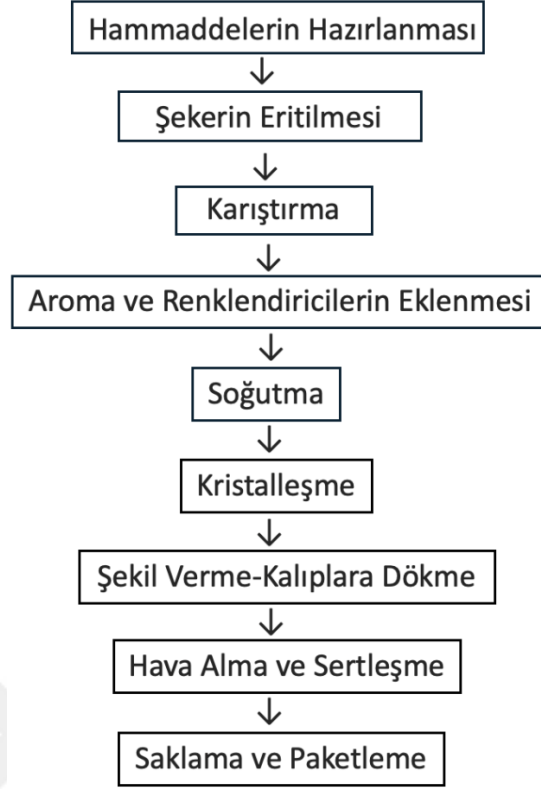 Hammaddelerin Hazırlanması
Şekerin Eritilmesi
Karıştırma
Aroma ve Renklendiricilerin Eklenmesi
Soğutma
Kristalleşme
Şekil Verme-Kalıplara Dökme
Hava Alma ve Sertleşme
Saklama ve Paketleme